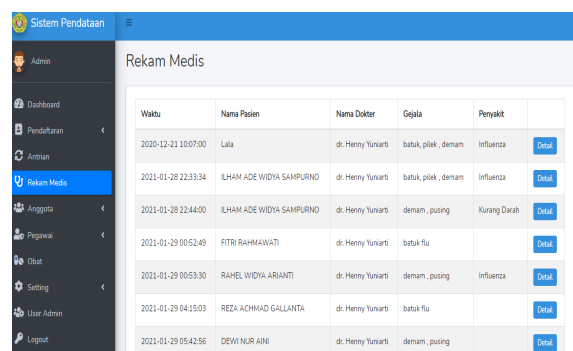 Sistem Pendataan
Admin
Rekam Medis
Dashboard
Pendaftaran
Antrian
Rekam Medis
Anggota
Pegawai
Obat
Setting
User Admin
Logout
Waktu Nama Pasien Nama Dokter Gejala Penyakit
2020-12-21 10:07:00 Lala dr. Henny Yuniarti batuk, pilek , demam Influenza Detail
2021-01-28 22:33:34 ILHAM ADE WIDYA SAMPURNO dr. Henny Yuniarti batuk, pilek , demam Influenza Detail
2021-01-28 22:44:00 ILHAM ADE WIDYA SAMPURNO dr. Henny Yuniarti demam , pusing Kurang Darah Detail
2021-01-29 00:52:49 FITRI RAHMAWATI dr. Henny Yuniarti batuk flu Detail
2021-01-29 00:53:30 RAHEL WIDYA ARIANTI dr. Henny Yuniarti demam , pusing Influenza Detail
2021-01-29 04:15:03 REZA ACHMAD GALLANTA dr. Henny Yuniarti batuk flu Detail
2021-01-29 05:42:56 DEWI NUR AINI dr. Henny Yuniarti demam , pusing Detail